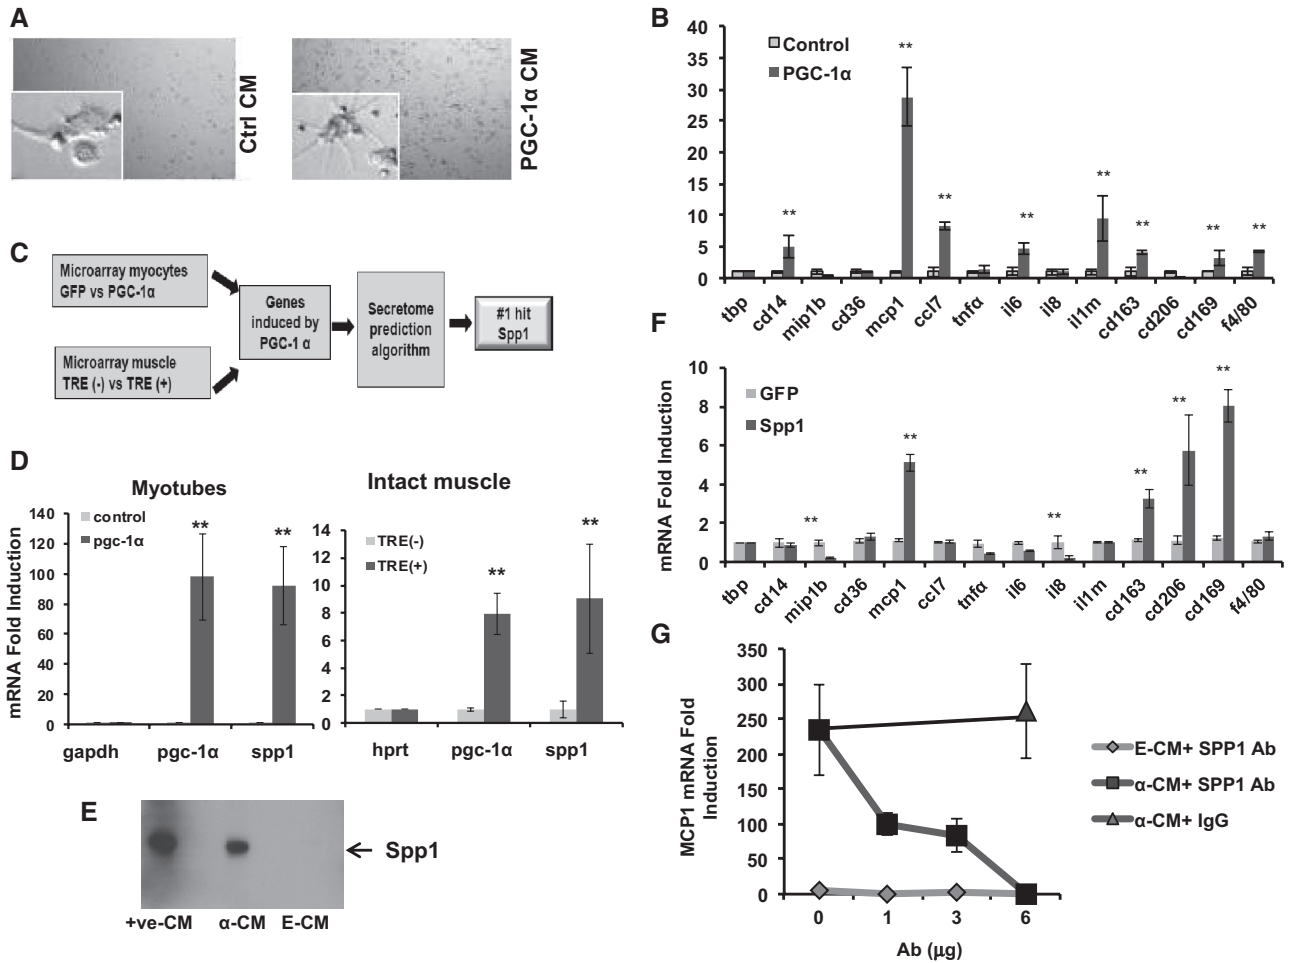 A
Ctrl CM
PGC-1α CM
B
40
35
30
25
20
15
10
5
0
Control
PGC-1α
**
**
**
**
**
**
**
**
tbp
cd14
mip1b
cd36
mcp1
ccl7
tnfα
il6
il8
il1rn
cd163
cd206
cd169
f4/80
C
Microarray myocytes
GFP vs PGC-1α
Microarray muscle
TRE (-) vs TRE (+)
Genes
induced by
PGC-1 α
Secretome
prediction
algorithm
#1 hit
Spp1
D
Myotubes
mRNA Fold Induction
140
120
100
80
60
40
20
0
control
pgc-1α
**
**
gapdh
pgc-1α
spp1
Intact muscle
14
12
10
8
6
4
2
0
TRE(-)
TRE(+)
**
**
hprt
pgc-1α
spp1
E
Spp1
+ve-CM
α-CM
E-CM
F
mRNA Fold Induction
10
8
6
4
2
0
GFP
Spp1
**
**
**
**
**
**
tbp
cd14
mip1b
cd36
mcp1
ccl7
tnfα
il6
il8
il1rn
cd163
cd206
cd169
f4/80
G
MCP1 mRNA Fold
Induction
350
300
250
200
150
100
50
0
0
1
3
6
Ab (µg)
E-CM+ SPP1 Ab
α-CM+ SPP1 Ab
α-CM+ IgG